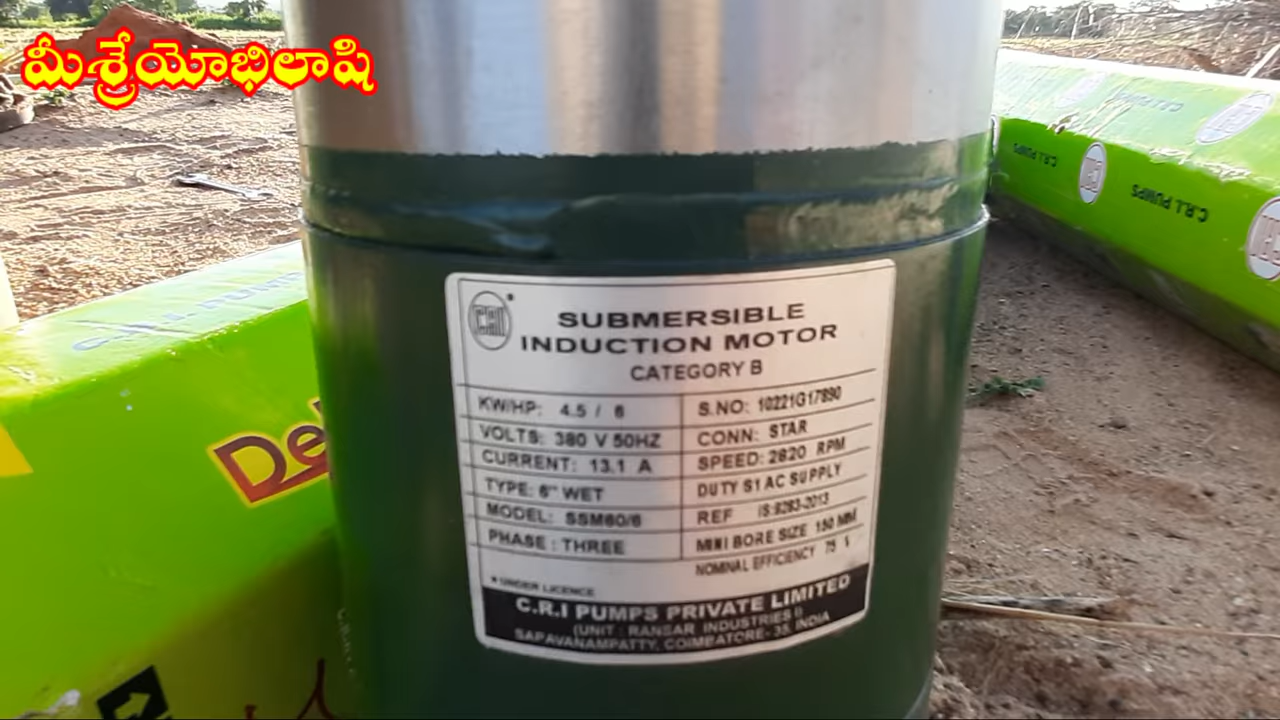 మీశ్రేయోభిలాషి
C.R.I. PUMPS
CRI
SUBMERSIBLE
INDUCTION MOTOR
CATEGORY B
KW/HP: 4.5 / 6
S.NO: 10221G17890
VOLTS: 380 V 50HZ
CONN: STAR
CURRENT: 13.1 A
SPEED: 2820 RPM
TYPE: 6" WET
DUTY S1 AC SUPPLY
MODEL: SSM60/6
REF IS:9283-2013
PHASE : THREE
MINI BORE SIZE 150 MM
NOMINAL EFFICIENCY 75
* UNDER LICENCE
C.R.I PUMPS PRIVATE LIMITED
(UNIT : RANSAR INDUSTRIES I)
SARAVANAMPATTY, COIMBATORE- 35. INDIA
De